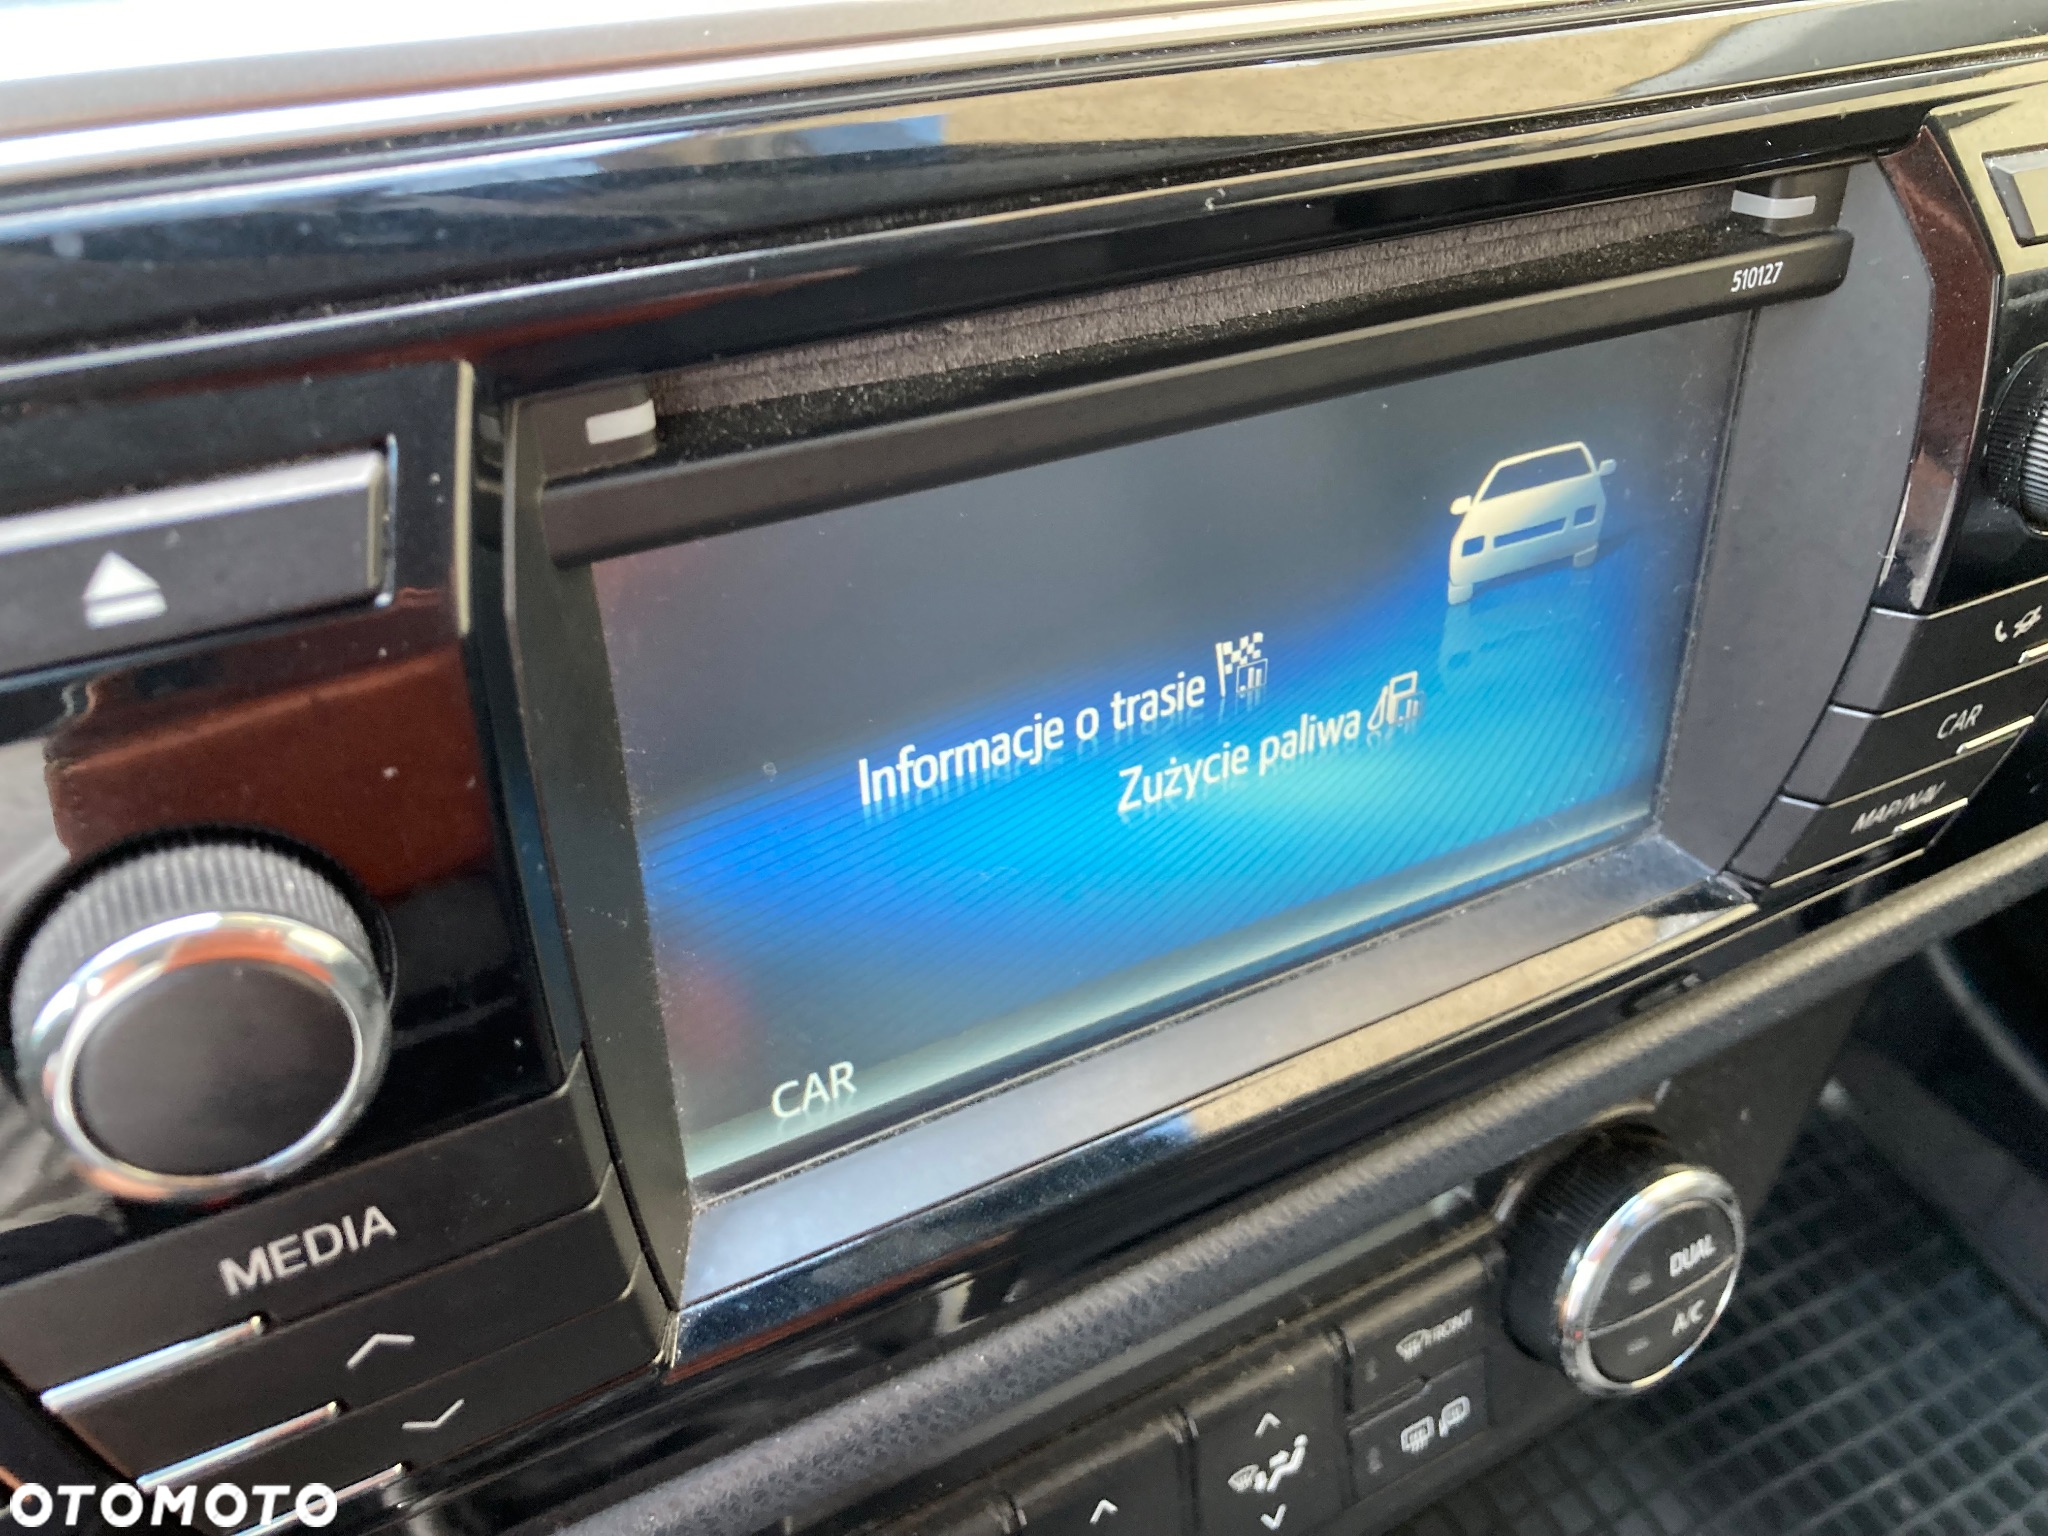 510127
Informacje o trasie
Zużycie paliwa
CAR
CAR
MAP/NAV
MEDIA
DUAL
A/C
FRONT
OTOMOTO